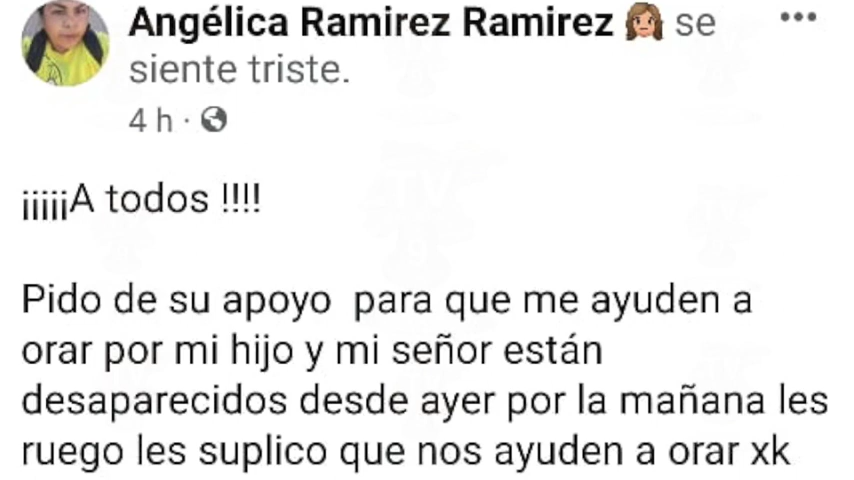 Angélica Ramirez Ramirez 👩🏽 se
siente triste.
4 h ·
¡¡¡¡¡A todos !!!!
Pido de su apoyo para que me ayuden a
orar por mi hijo y mi señor están
desaparecidos desde ayer por la mañana les
ruego les suplico que nos ayuden a orar xk